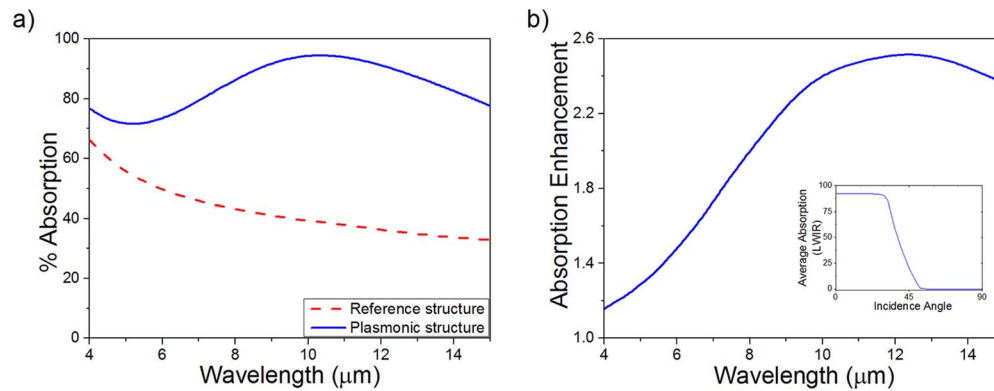 a)
% Absorption
100
80
60
40
20
0
4 6 8 10 12 14
Wavelength (μm)
Reference structure
Plasmonic structure
b)
Absorption Enhancement
2.6
2.2
1.8
1.4
1.0
4 6 8 10 12 14
Wavelength (μm)
Average Absorption
(LWIR)
100
75
50
25
0
0 45 90
Incidence Angle